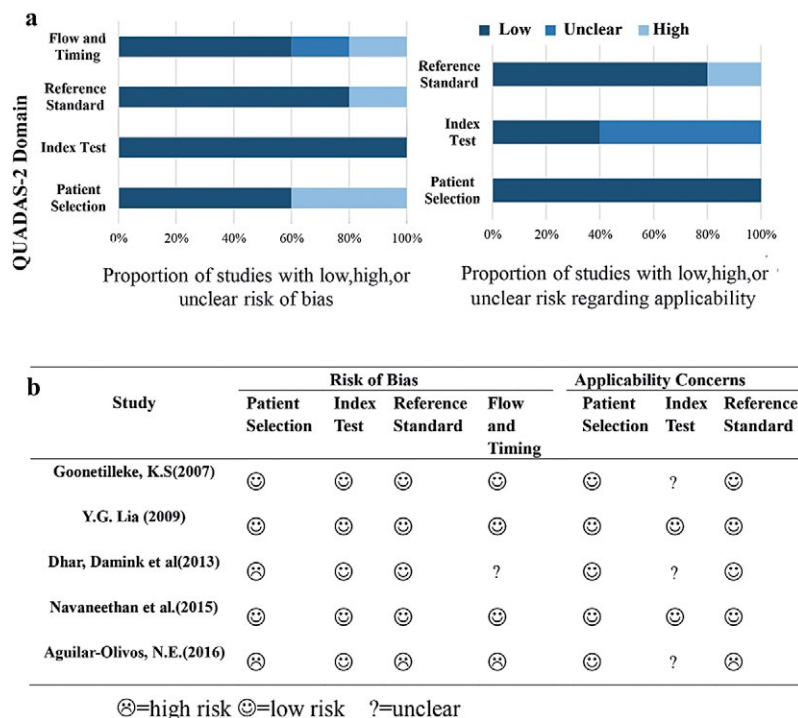 a
QUADAS-2 Domain
Flow and
Timing
Reference
Standard
Index Test
Patient
Selection
0% 20% 40% 60% 80% 100%
Proportion of studies with low,high,or
unclear risk of bias
Low Unclear High
Reference
Standard
Index
Test
Patient
Selection
0% 20% 40% 60% 80% 100%
Proportion of studies with low,high,or
unclear risk regarding applicability
b
Study Risk of Bias Applicability Concerns
Patient Index Reference Flow Patient Index Reference
Selection Test Standard and Selection Test Standard
Timing
Goonetilleke, K.S(2007) ☺ ☺ ☺ ☺ ☺ ? ☺
Y.G. Lia (2009) ☺ ☺ ☺ ☺ ☺ ☺ ☺
Dhar, Damink et al(2013) ☹ ☺ ☺ ? ☺ ? ☺
Navaneethan et al.(2015) ☺ ☺ ☺ ☺ ☺ ☺ ☺
Aguilar-Olivos, N.E.(2016) ☹ ☺ ☹ ☹ ☺ ? ☹
☹=high risk ☺=low risk ?=unclear